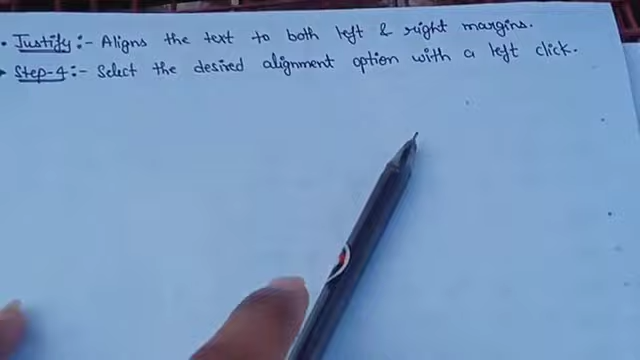 • Justify:- Aligns the text to both left & right margins.
Step-4:- Select the desired alignment option with a left click.